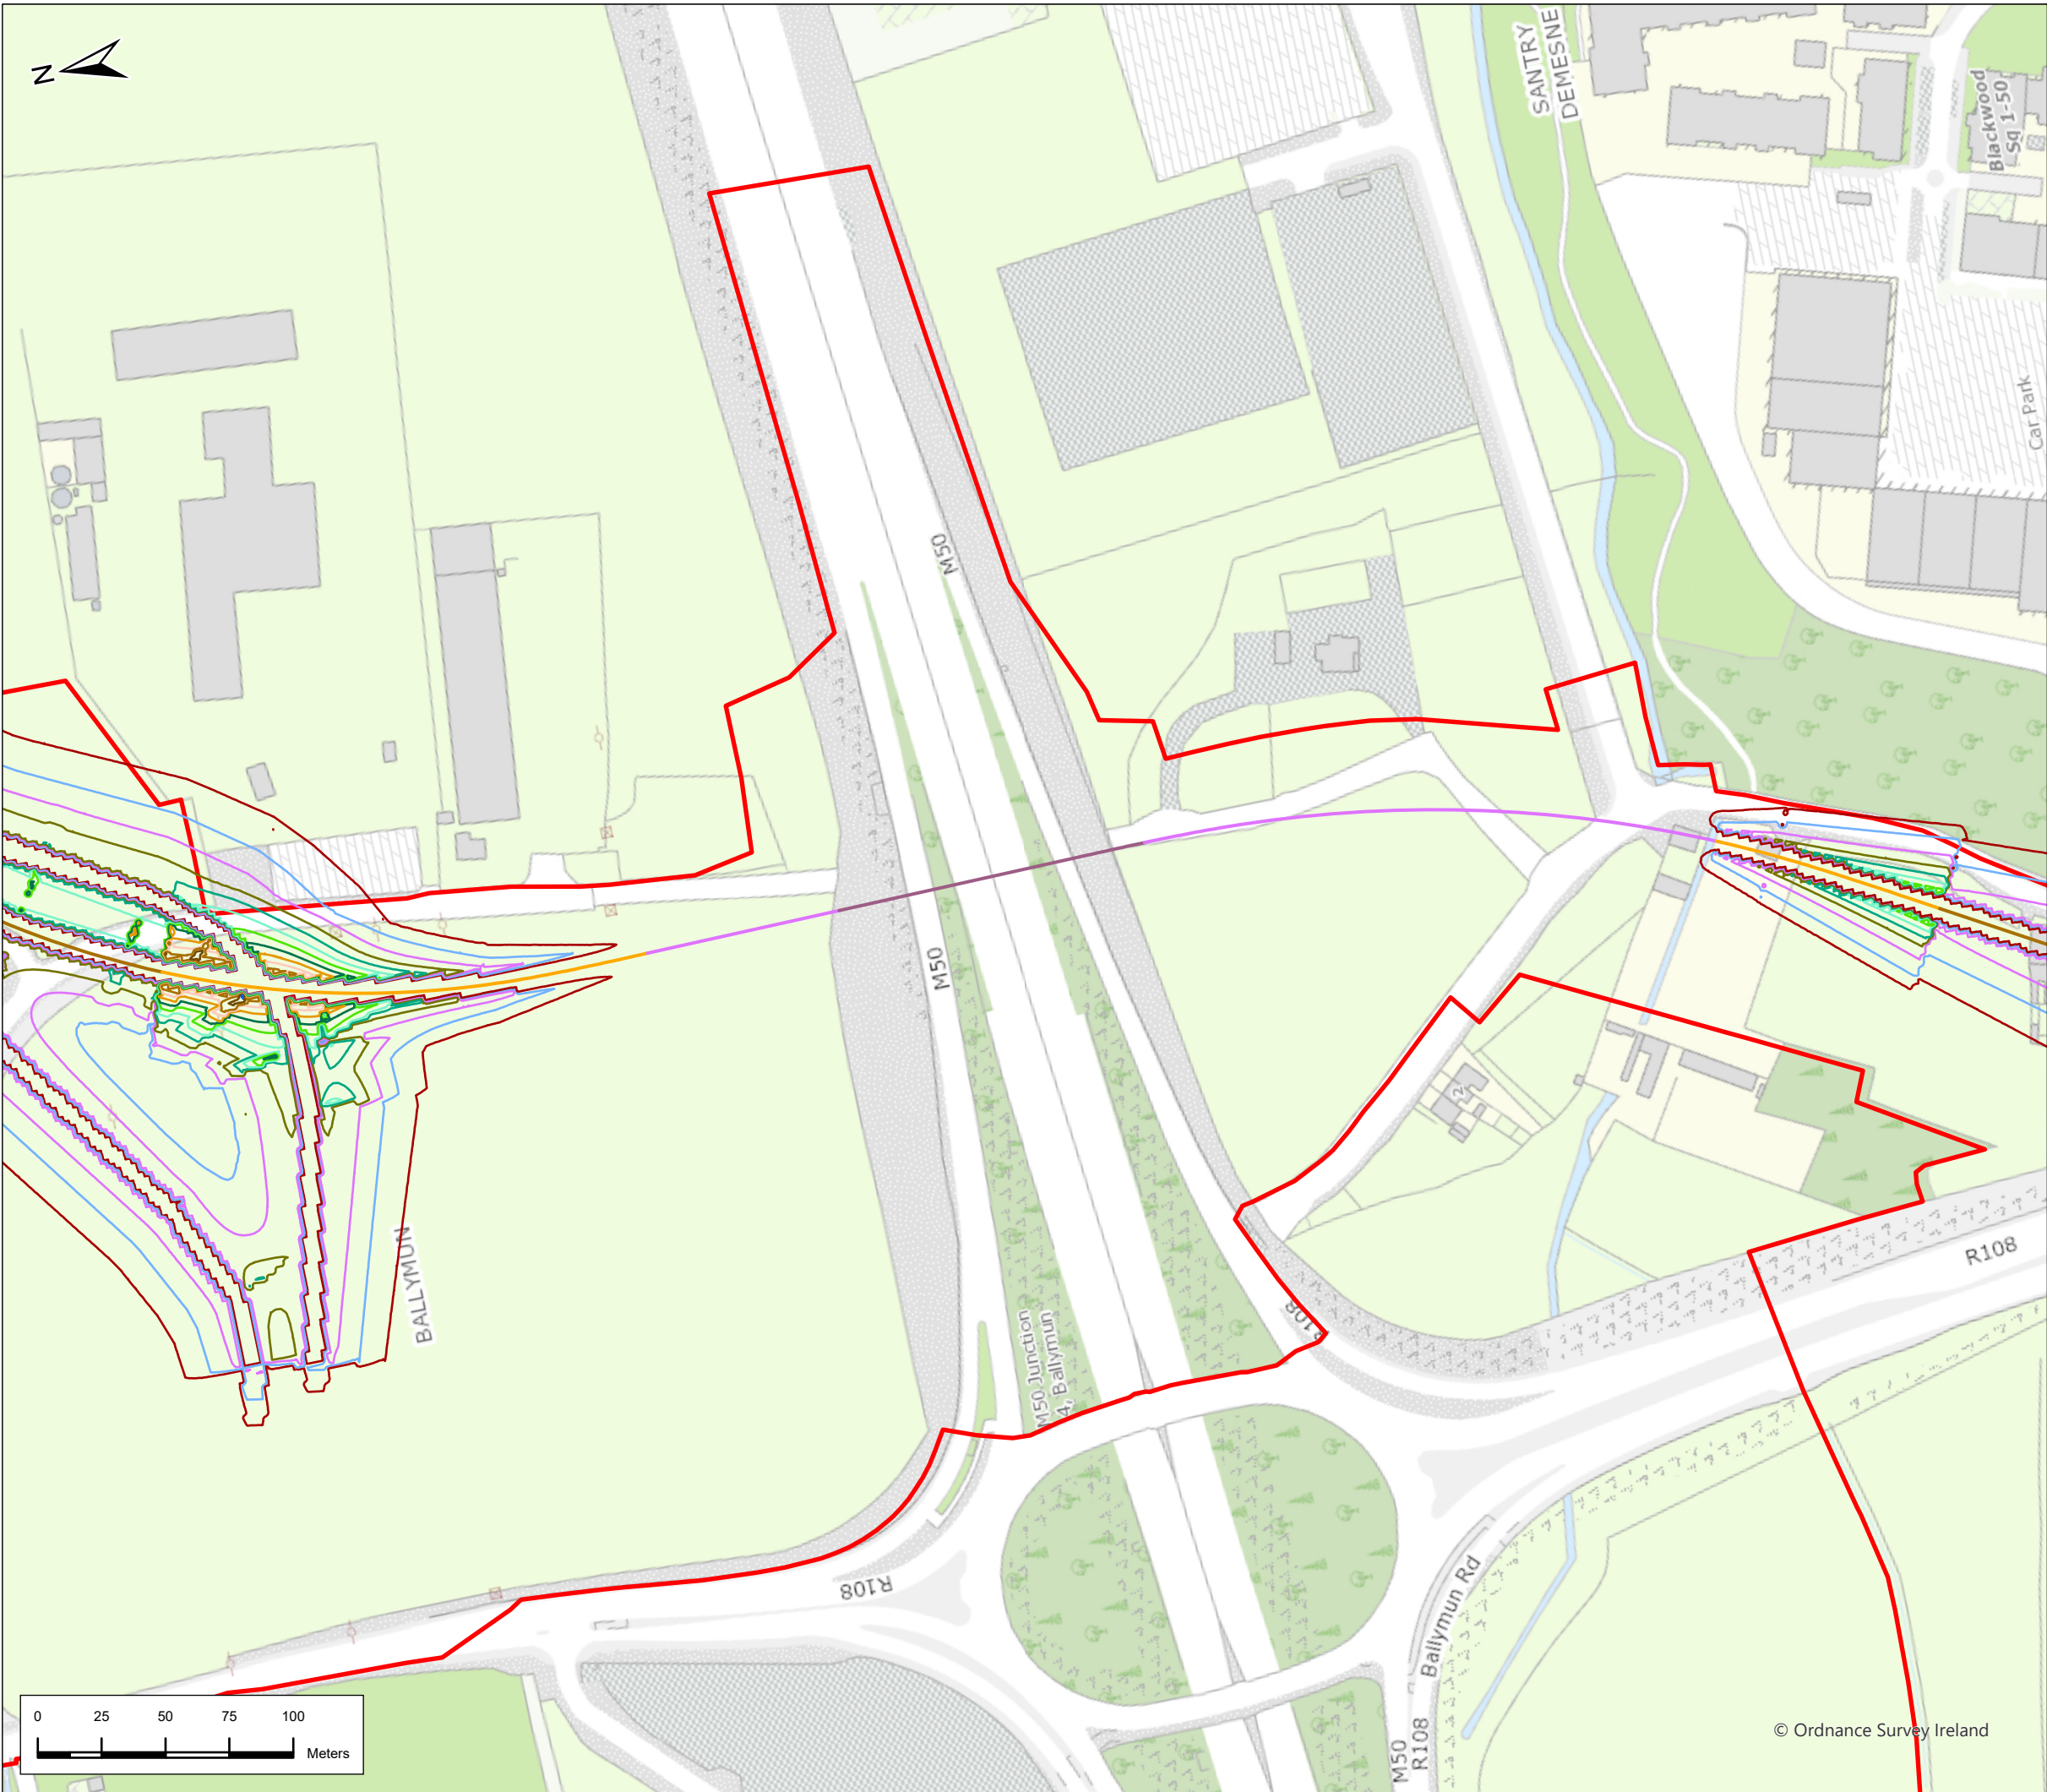 N
SANTRY
DEMESNE
Blackwood
Sq 1-50
Car Park
M50
M50
2
BALLYMUN
R108
R108
M50 Junction
4, Ballymun
R108
Ballymun Rd
M50
R108
0 25 50 75 100
Meters
© Ordnance Survey Ireland